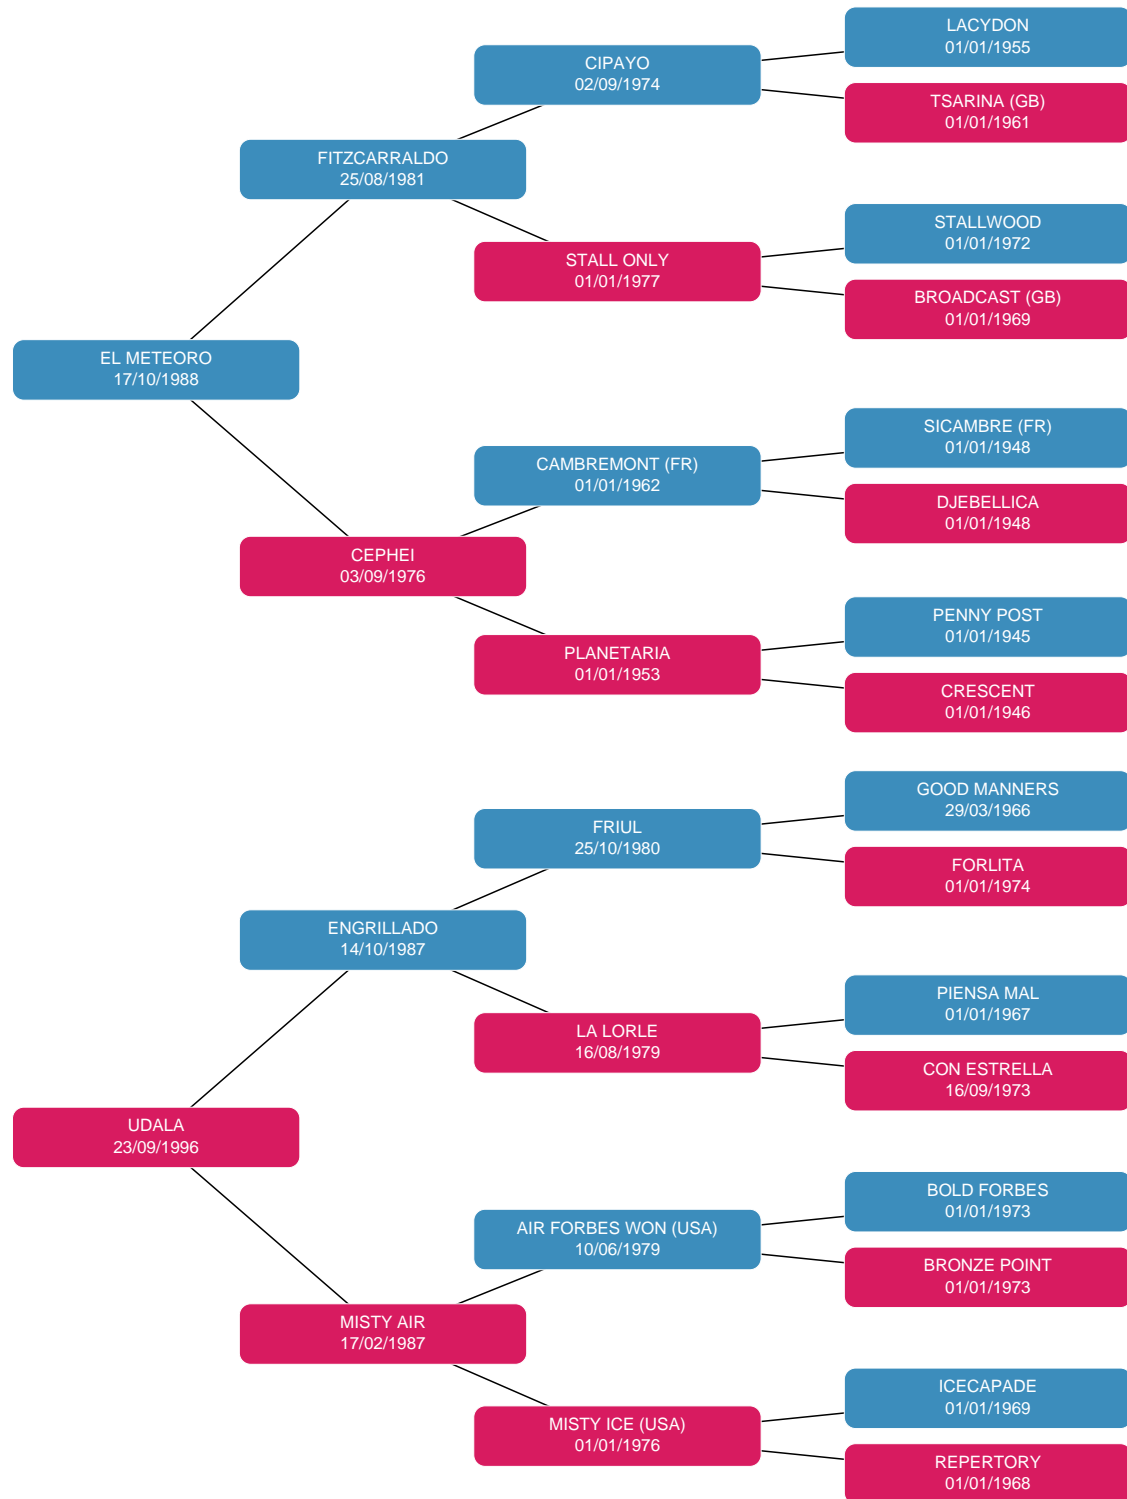 LACYDON
01/01/1955
CIPAYO
02/09/1974
TSARINA (GB)
01/01/1961
FITZCARRALDO
25/08/1981
STALLWOOD
01/01/1972
STALL ONLY
01/01/1977
BROADCAST (GB)
01/01/1969
EL METEORO
17/10/1988
SICAMBRE (FR)
01/01/1948
CAMBREMONT (FR)
01/01/1962
DJEBELLICA
01/01/1948
CEPHEI
03/09/1976
PENNY POST
01/01/1945
PLANETARIA
01/01/1953
CRESCENT
01/01/1946
GOOD MANNERS
29/03/1966
FRIUL
25/10/1980
FORLITA
01/01/1974
ENGRILLADO
14/10/1987
PIENSA MAL
01/01/1967
LA LORLE
16/08/1979
CON ESTRELLA
16/09/1973
UDALA
23/09/1996
BOLD FORBES
01/01/1973
AIR FORBES WON (USA)
10/06/1979
BRONZE POINT
01/01/1973
MISTY AIR
17/02/1987
ICECAPADE
01/01/1969
MISTY ICE (USA)
01/01/1976
REPERTORY
01/01/1968